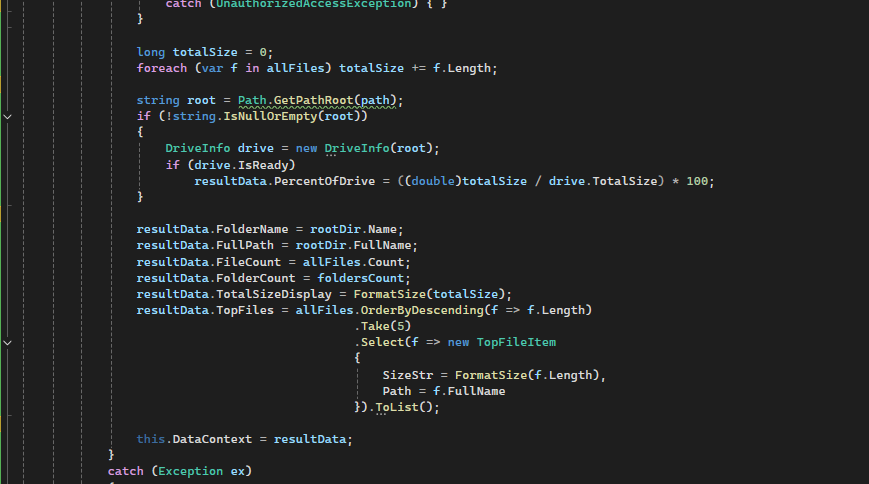 catch (UnauthorizedAccessException) { }
}
long totalSize = 0;
foreach (var f in allFiles) totalSize += f.Length;
string root = Path.GetPathRoot(path);
if (!string.IsNullOrEmpty(root))
{
DriveInfo drive = new DriveInfo(root);
if (drive.IsReady)
resultData.PercentOfDrive = ((double)totalSize / drive.TotalSize) * 100;
}
resultData.FolderName = rootDir.Name;
resultData.FullPath = rootDir.FullName;
resultData.FileCount = allFiles.Count;
resultData.FolderCount = foldersCount;
resultData.TotalSizeDisplay = FormatSize(totalSize);
resultData.TopFiles = allFiles.OrderByDescending(f => f.Length)
.Take(5)
.Select(f => new TopFileItem
{
SizeStr = FormatSize(f.Length),
Path = f.FullName
}).ToList();
this.DataContext = resultData;
}
catch (Exception ex)
{